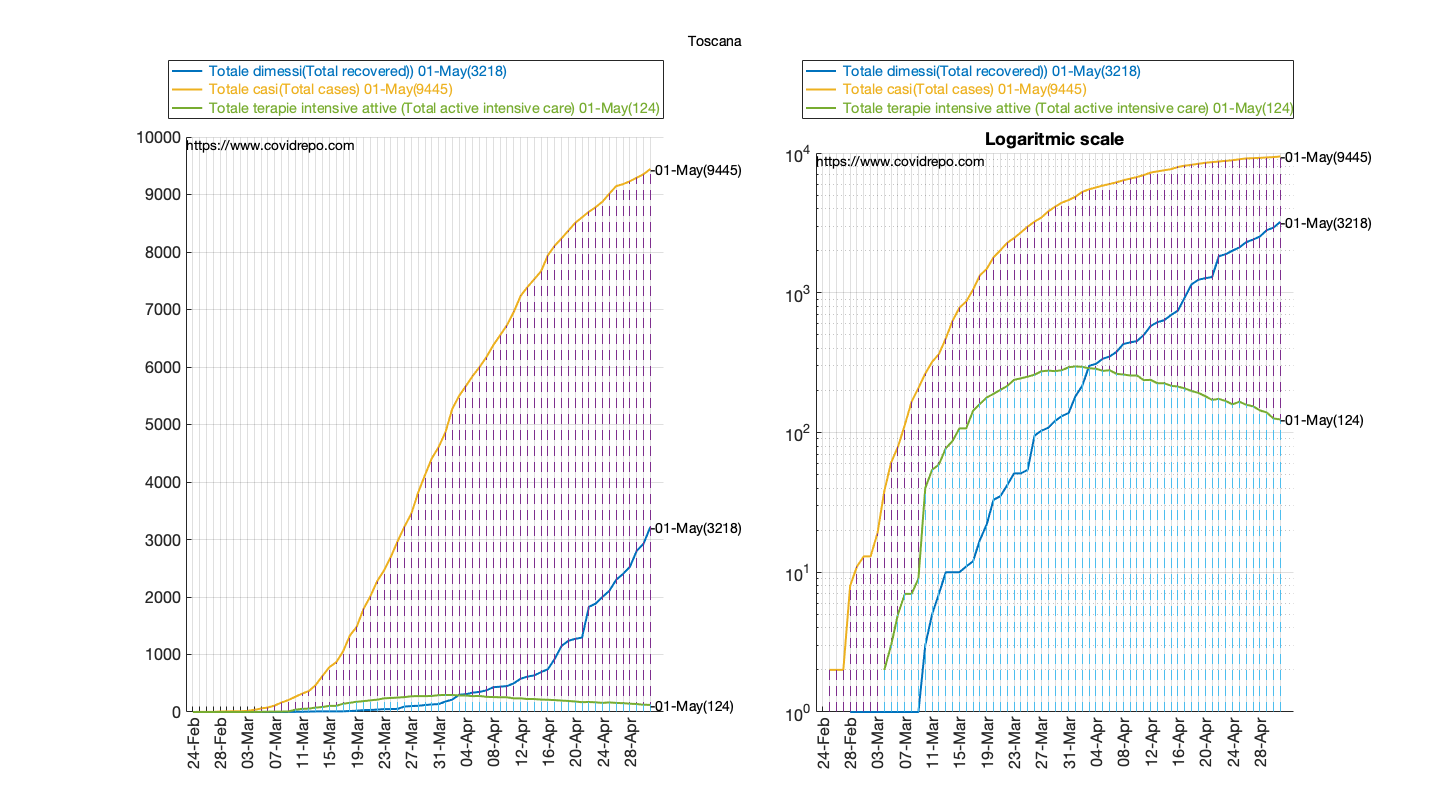 Toscana
Totale dimessi(Total recovered)) 01-May(3218)
Totale casi(Total cases) 01-May(9445)
Totale terapie intensive attive (Total active intensive care) 01-May(124)
https://www.covidrepo.com
10000
9000
8000
7000
6000
5000
4000
3000
2000
1000
0
01-May(9445)
01-May(3218)
01-May(124)
24-Feb
28-Feb
03-Mar
07-Mar
11-Mar
15-Mar
19-Mar
23-Mar
27-Mar
31-Mar
04-Apr
08-Apr
12-Apr
16-Apr
20-Apr
24-Apr
28-Apr
Totale dimessi(Total recovered)) 01-May(3218)
Totale casi(Total cases) 01-May(9445)
Totale terapie intensive attive (Total active intensive care) 01-May(124)
Logaritmic scale
https://www.covidrepo.com
10^4
10^3
10^2
10^1
10^0
01-May(9445)
01-May(3218)
01-May(124)
24-Feb
28-Feb
03-Mar
07-Mar
11-Mar
15-Mar
19-Mar
23-Mar
27-Mar
31-Mar
04-Apr
08-Apr
12-Apr
16-Apr
20-Apr
24-Apr
28-Apr